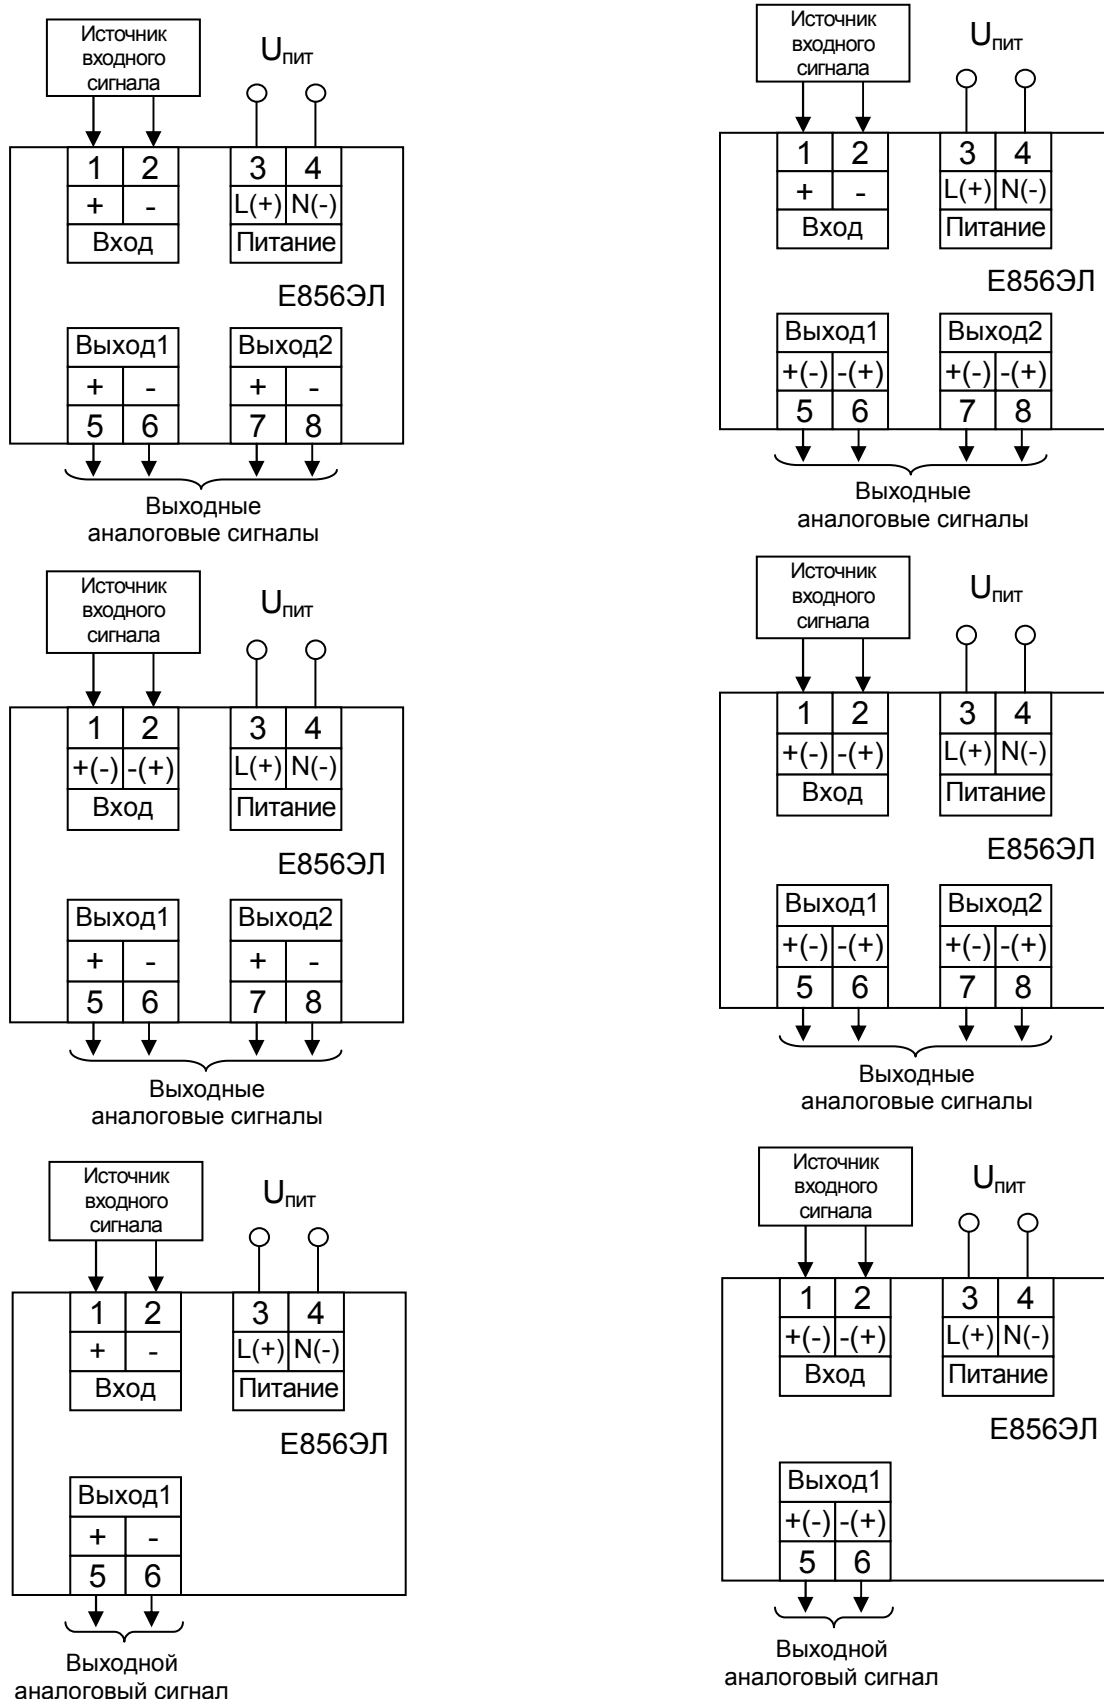 Источник
входного
сигнала
Uпит
1 2 3 4
+ - L(+) N(-)
Вход Питание
Е856ЭЛ
Выход1 Выход2
+ - + -
5 6 7 8
Выходные
аналоговые сигналы
Источник
входного
сигнала
Uпит
1 2 3 4
+ - L(+) N(-)
Вход Питание
Е856ЭЛ
Выход1 Выход2
+(-) -(+) +(-) -(+)
5 6 7 8
Выходные
аналоговые сигналы
Источник
входного
сигнала
Uпит
1 2 3 4
+(-) -(+) L(+) N(-)
Вход Питание
Е856ЭЛ
Выход1 Выход2
+ - + -
5 6 7 8
Выходные
аналоговые сигналы
Источник
входного
сигнала
Uпит
1 2 3 4
+(-) -(+) L(+) N(-)
Вход Питание
Е856ЭЛ
Выход1 Выход2
+(-) -(+) +(-) -(+)
5 6 7 8
Выходные
аналоговые сигналы
Источник
входного
сигнала
Uпит
1 2 3 4
+ - L(+) N(-)
Вход Питание
Е856ЭЛ
Выход1
+ -
5 6
Выходной
аналоговый сигнал
Источник
входного
сигнала
Uпит
1 2 3 4
+(-) -(+) L(+) N(-)
Вход Питание
Е856ЭЛ
Выход1
+(-) -(+)
5 6
Выходной
аналоговый сигнал